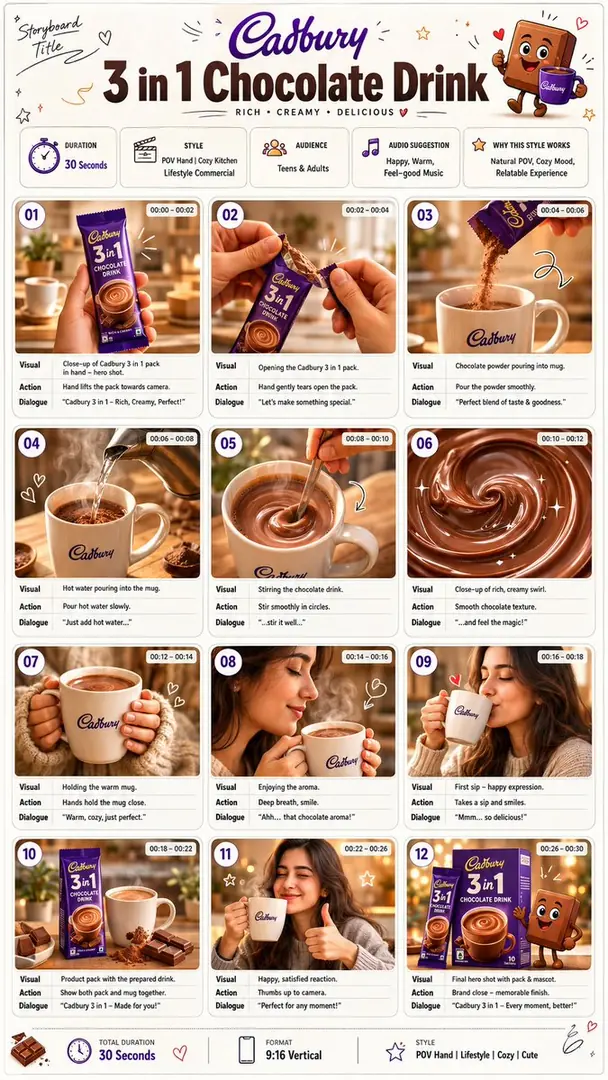 Storyboard
Title
Cadbury
3 in 1 Chocolate Drink
RICH • CREAMY • DELICIOUS
DURATION
30 Seconds
STYLE
POV Hand | Cozy Kitchen
Lifestyle Commercial
AUDIENCE
Teens & Adults
AUDIO SUGGESTION
Happy, Warm,
Feel-good Music
WHY THIS STYLE WORKS
Natural POV, Cozy Mood,
Relatable Experience
01
00:00 – 00:02
Cadbury
3 in 1
CHOCOLATE
DRINK
Visual Close-up of Cadbury 3 in 1 pack
in hand – hero shot.
Action Hand lifts the pack towards camera.
Dialogue "Cadbury 3 in 1 – Rich, Creamy, Perfect!"
02
00:02 – 00:04
Cadbury
3 in 1
CHOCOLATE
DRINK
Visual Opening the Cadbury 3 in 1 pack.
Action Hand gently tears open the pack.
Dialogue "Let's make something special."
03
00:04 – 00:06
Cadbury
Visual Chocolate powder pouring into mug.
Action Pour the powder smoothly.
Dialogue "Perfect blend of taste & goodness."
04
00:06 – 00:08
Cadbury
Visual Hot water pouring into the mug.
Action Pour hot water slowly.
Dialogue "Just add hot water..."
05
00:08 – 00:10
Cadbury
Visual Stirring the chocolate drink.
Action Stir smoothly in circles.
Dialogue "...stir it well..."
06
00:10 – 00:12
Visual Close-up of rich, creamy swirl.
Action Smooth chocolate texture.
Dialogue "...and feel the magic!"
07
00:12 – 00:14
Cadbury
Visual Holding the warm mug.
Action Hands hold the mug close.
Dialogue "Warm, cozy, just perfect."
08
00:14 – 00:16
Cadbury
Visual Enjoying the aroma.
Action Deep breath, smile.
Dialogue "Ahh... that chocolate aroma!"
09
00:16 – 00:18
Cadbury
Visual First sip – happy expression.
Action Takes a sip and smiles.
Dialogue "Mmm... so delicious!"
10
00:18 – 00:22
Cadbury
3 in 1
CHOCOLATE
DRINK
Visual Product pack with the prepared drink.
Action Show both pack and mug together.
Dialogue "Cadbury 3 in 1 – Made for you!"
11
00:22 – 00:26
Cadbury
Visual Happy, satisfied reaction.
Action Thumbs up to camera.
Dialogue "Perfect for any moment!"
12
00:26 – 00:30
Cadbury
3 in 1
CHOCOLATE
DRINK
Cadbury
3 in 1
CHOCOLATE DRINK
10
Visual Final hero shot with pack & mascot.
Action Brand close – memorable finish.
Dialogue "Cadbury 3 in 1 – Every moment, better!"
TOTAL DURATION
30 Seconds
FORMAT
9:16 Vertical
STYLE
POV Hand | Lifestyle | Cozy | Cute